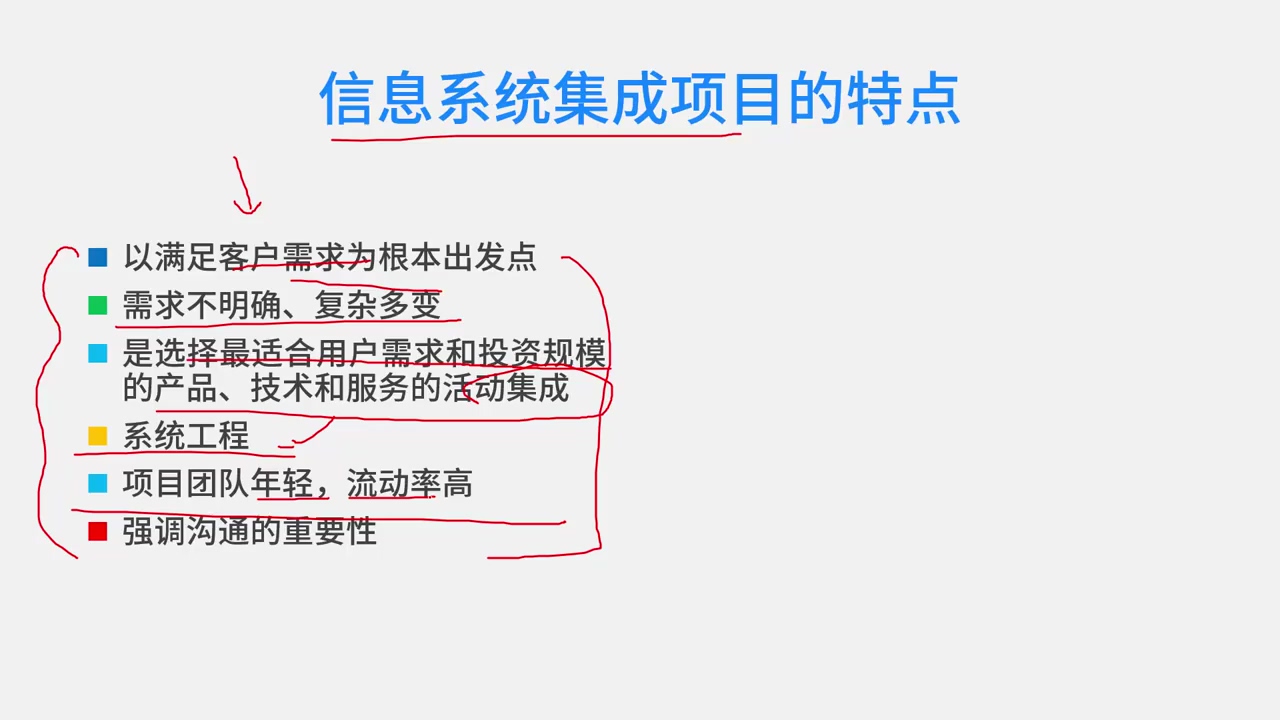 信息系统集成项目的特点
以满足客户需求为根本出发点
需求不明确、复杂多变
是选择最适合用户需求和投资规模
的产品、技术和服务的活动集成
系统工程
项目团队年轻，流动率高
强调沟通的重要性